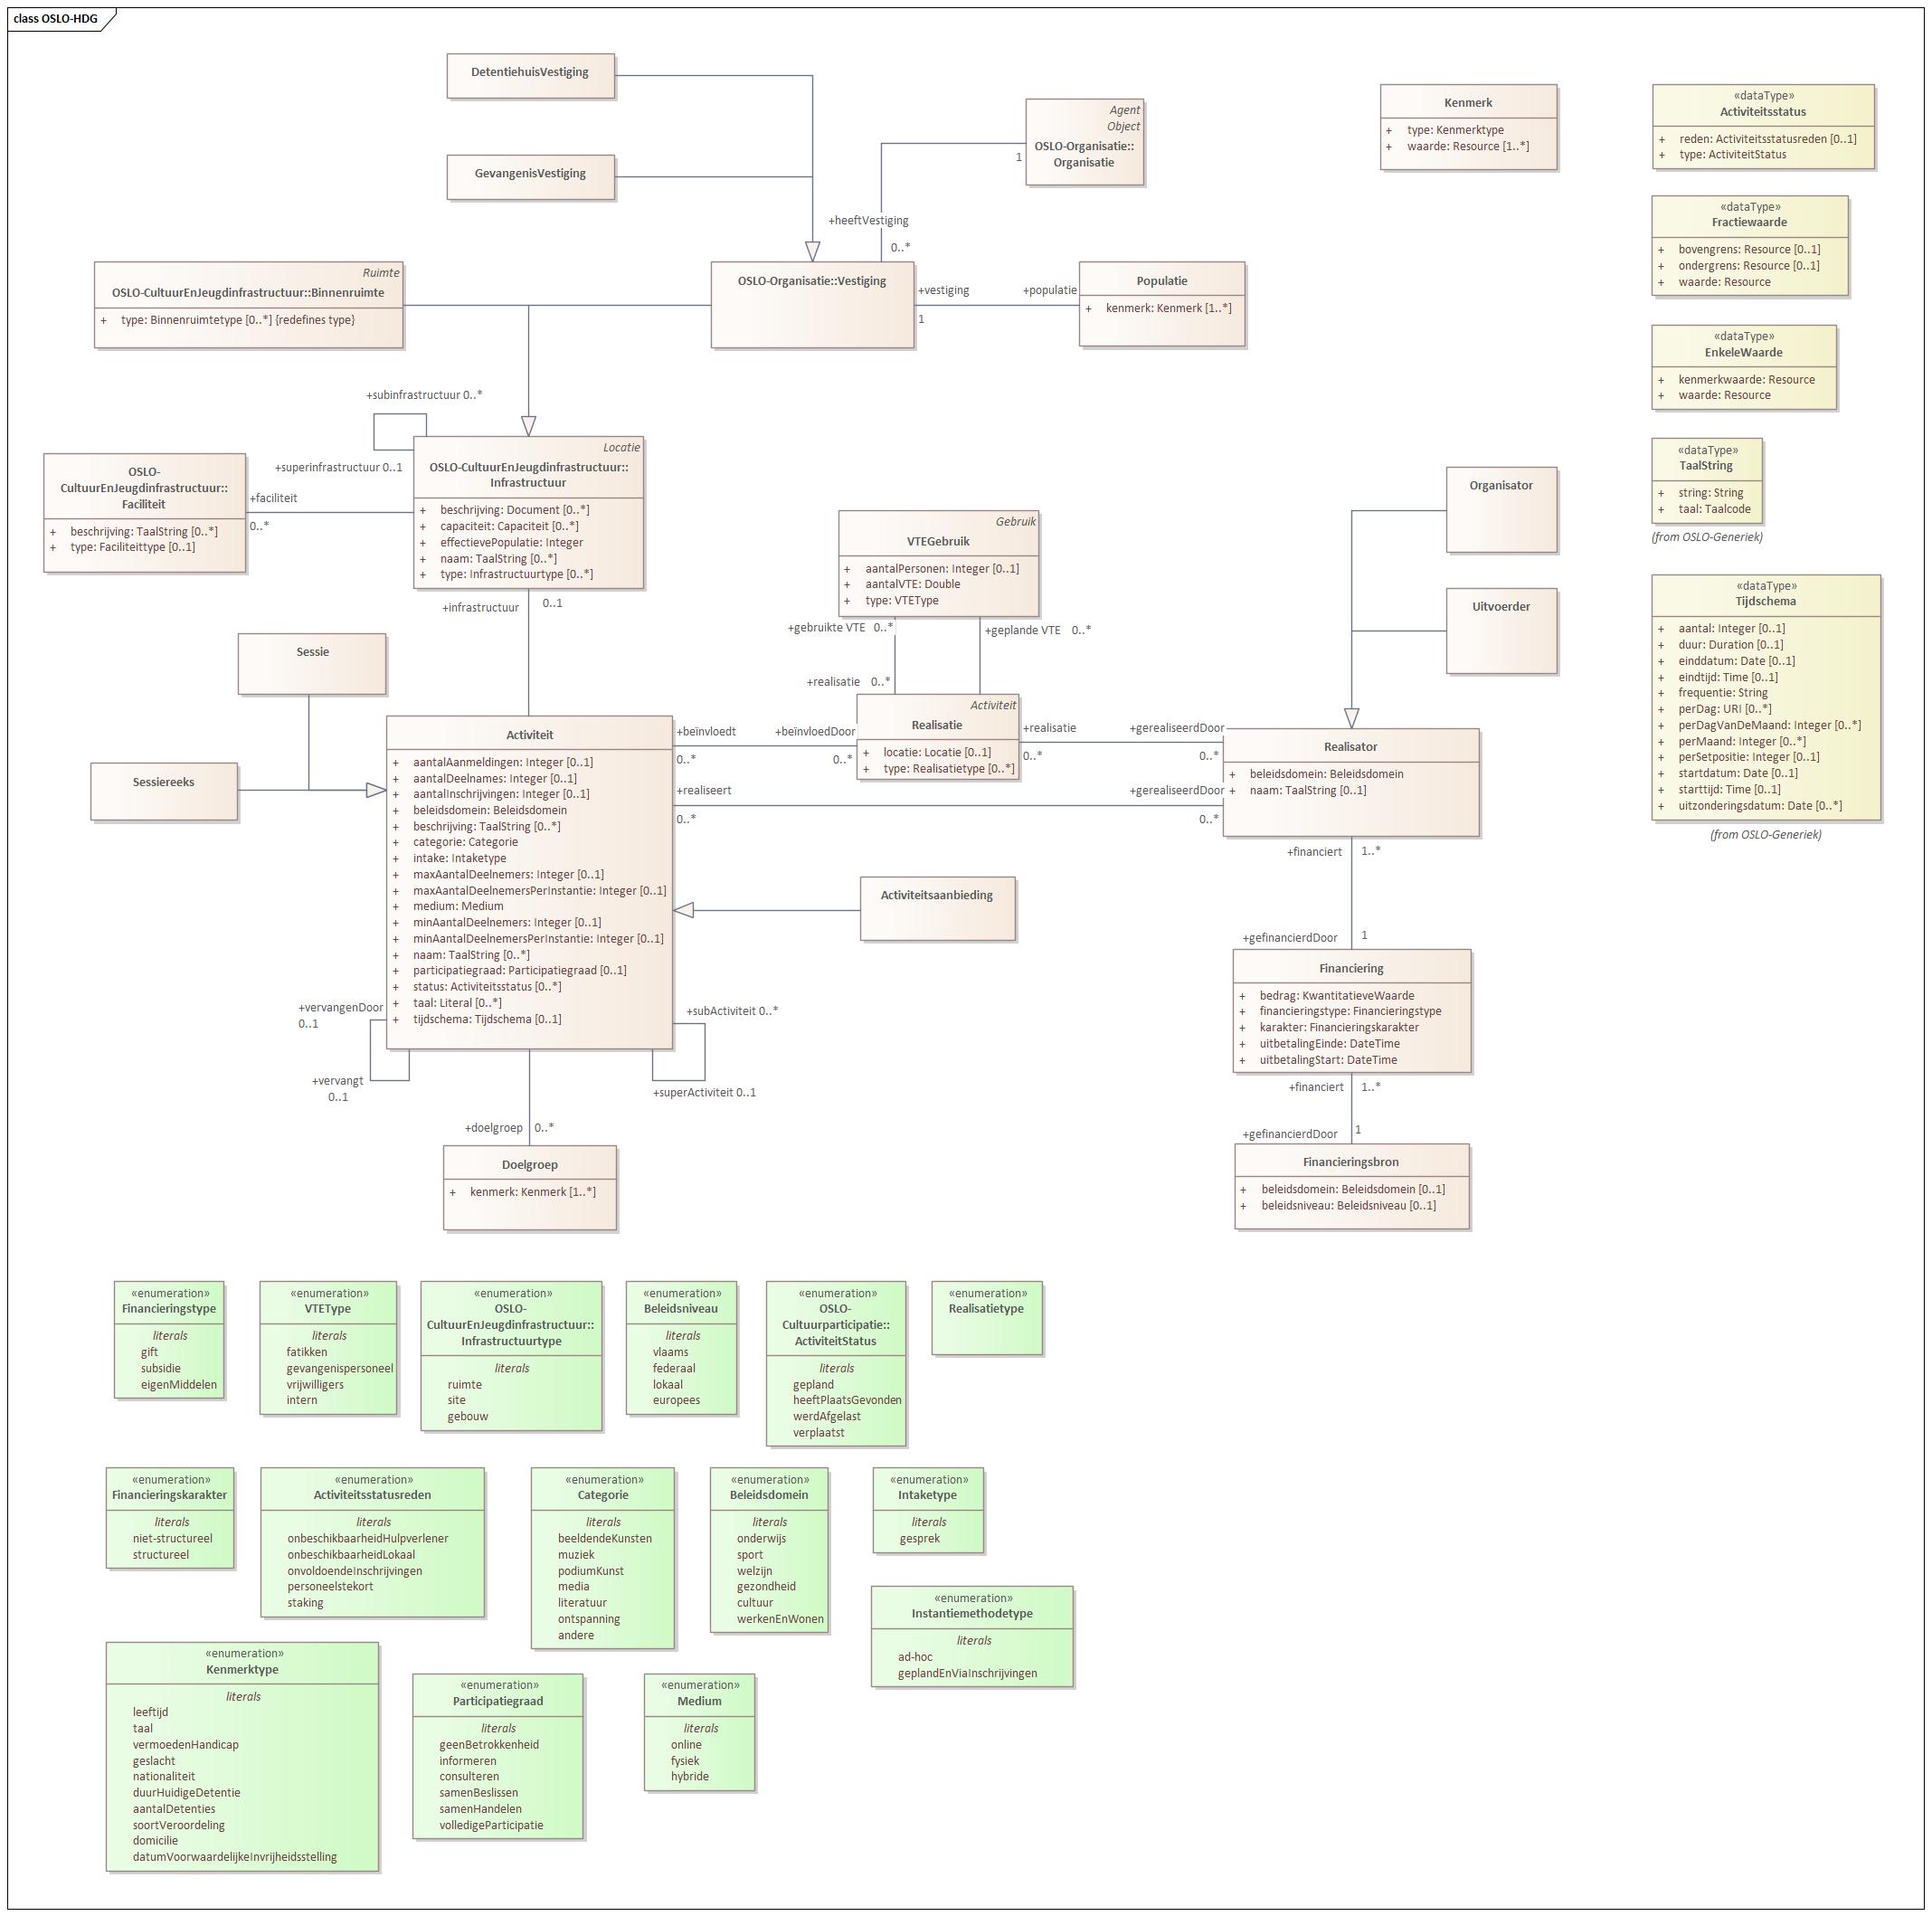 class OSLO-HDG
DetentiehuisVestiging
GevangenisVestiging
Agent
Object
OSLO-Organisatie::
Organisatie
1
+heeftVestiging
0..*
Kenmerk
+ type: Kenmerktype
+ waarde: Resource [1..*]
«dataType»
Activiteitsstatus
+ reden: Activiteitsstatusreden [0..1]
+ type: ActiviteitStatus
«dataType»
Fractiewaarde
+ bovengrens: Resource [0..1]
+ ondergrens: Resource [0..1]
+ waarde: Resource
Ruimte
OSLO-CultuurEnJeugdinfrastructuur::Binnenruimte
+ type: Binnenruimtetype [0..*] {redefines type}
OSLO-Organisatie::Vestiging
+vestiging
1
+populatie
Populatie
+ kenmerk: Kenmerk [1..*]
«dataType»
EnkeleWaarde
+ kenmerkwaarde: Resource
+ waarde: Resource
+subinfrastructuur 0..*
+superinfrastructuur 0..1
OSLO-
CultuurEnJeugdinfrastructuur::
Faciliteit
+ beschrijving: TaalString [0..*]
+ type: Faciliteittype [0..1]
+faciliteit
0..*
Locatie
OSLO-CultuurEnJeugdinfrastructuur::
Infrastructuur
+ beschrijving: Document [0..*]
+ capaciteit: Capaciteit [0..*]
+ effectievePopulatie: Integer
+ naam: TaalString [0..*]
+ type: Infrastructuurtype [0..*]
+infrastructuur
0..1
«dataType»
TaalString
+ string: String
+ taal: Taalcode
(from OSLO-Generiek)
Organisator
Uitvoerder
Gebruik
VTEGebruik
+ aantalPersonen: Integer [0..1]
+ aantalVTE: Double
+ type: VTEType
+gebruikte VTE 0..*
+geplande VTE 0..*
+realisatie 0..*
«dataType»
Tijdschema
+ aantal: Integer [0..1]
+ duur: Duration [0..1]
+ einddatum: Date [0..1]
+ eindtijd: Time [0..1]
+ frequentie: String
+ perDag: URI [0..*]
+ perDagVanDeMaand: Integer [0..*]
+ perMaand: Integer [0..*]
+ perSetpositie: Integer [0..1]
+ startdatum: Date [0..1]
+ starttijd: Time [0..1]
+ uitzonderingsdatum: Date [0..*]
(from OSLO-Generiek)
Sessie
Sessiereeks
Activiteit
+ aantalAanmeldingen: Integer [0..1]
+ aantalDeelnames: Integer [0..1]
+ aantalInschrijvingen: Integer [0..1]
+ beleidsdomein: Beleidsdomein
+ beschrijving: TaalString [0..*]
+ categorie: Categorie
+ intake: Intaketype
+ maxAantalDeelnemers: Integer [0..1]
+ maxAantalDeelnemersPerInstantie: Integer [0..1]
+ medium: Medium
+ minAantalDeelnemers: Integer [0..1]
+ minAantalDeelnemersPerInstantie: Integer [0..1]
+ naam: TaalString [0..*]
+ participatiegraad: Participatiegraad [0..1]
+ status: Activiteitsstatus [0..*]
+ taal: Literal [0..*]
+ tijdschema: Tijdschema [0..1]
+beïnvloedt
0..*
+beïnvloedDoor
0..*
Activiteit
Realisatie
+ locatie: Locatie [0..1]
+ type: Realisatietype [0..*]
+realisatie
0..*
+gerealiseerdDoor
0..*
+realiseert
0..*
+gerealiseerdDoor
0..*
Realisator
+ beleidsdomein: Beleidsdomein
+ naam: TaalString [0..1]
Activiteitsaanbieding
+financiert 1..*
+gefinancierdDoor 1
Financiering
+ bedrag: KwantitatieveWaarde
+ financieringstype: Financieringstype
+ karakter: Financieringskarakter
+ uitbetalingEinde: DateTime
+ uitbetalingStart: DateTime
+financiert 1..*
+gefinancierdDoor 1
Financieringsbron
+ beleidsdomein: Beleidsdomein [0..1]
+ beleidsniveau: Beleidsniveau [0..1]
+vervangenDoor
0..1
+vervangt
0..1
+subActiviteit 0..*
+superActiviteit 0..1
+doelgroep 0..*
Doelgroep
+ kenmerk: Kenmerk [1..*]
«enumeration»
Financieringstype
literals
gift
subsidie
eigenMiddelen
«enumeration»
VTEType
literals
fatikken
gevangenispersoneel
vrijwilligers
intern
«enumeration»
OSLO-
CultuurEnJeugdinfrastructuur::
Infrastructuurtype
literals
ruimte
site
gebouw
«enumeration»
Beleidsniveau
literals
vlaams
federaal
lokaal
europees
«enumeration»
OSLO-
Cultuurparticipatie::
ActiviteitStatus
literals
gepland
heeftPlaatsGevonden
werdAfgelast
verplaatst
«enumeration»
Realisatietype
«enumeration»
Financieringskarakter
literals
niet-structureel
structureel
«enumeration»
Activiteitsstatusreden
literals
onbeschikbaarheidHulpverlener
onbeschikbaarheidLokaal
onvoldoendeInschrijvingen
personeelstekort
staking
«enumeration»
Categorie
literals
beeldendeKunsten
muziek
podiumKunst
media
literatuur
ontspanning
andere
«enumeration»
Beleidsdomein
literals
onderwijs
sport
welzijn
gezondheid
cultuur
werkenEnWonen
«enumeration»
Intaketype
literals
gesprek
«enumeration»
Instantiemethodetype
literals
ad-hoc
geplandEnViaInschrijvingen
«enumeration»
Kenmerktype
literals
leeftijd
taal
vermoedenHandicap
geslacht
nationaliteit
duurHuidigeDetentie
aantalDetenties
soortVeroordeling
domicilie
datumVoorwaardelijkeInvrijheidsstelling
«enumeration»
Participatiegraad
literals
geenBetrokkenheid
informeren
consulteren
samenBeslissen
samenHandelen
volledigeParticipatie
«enumeration»
Medium
literals
online
fysiek
hybride